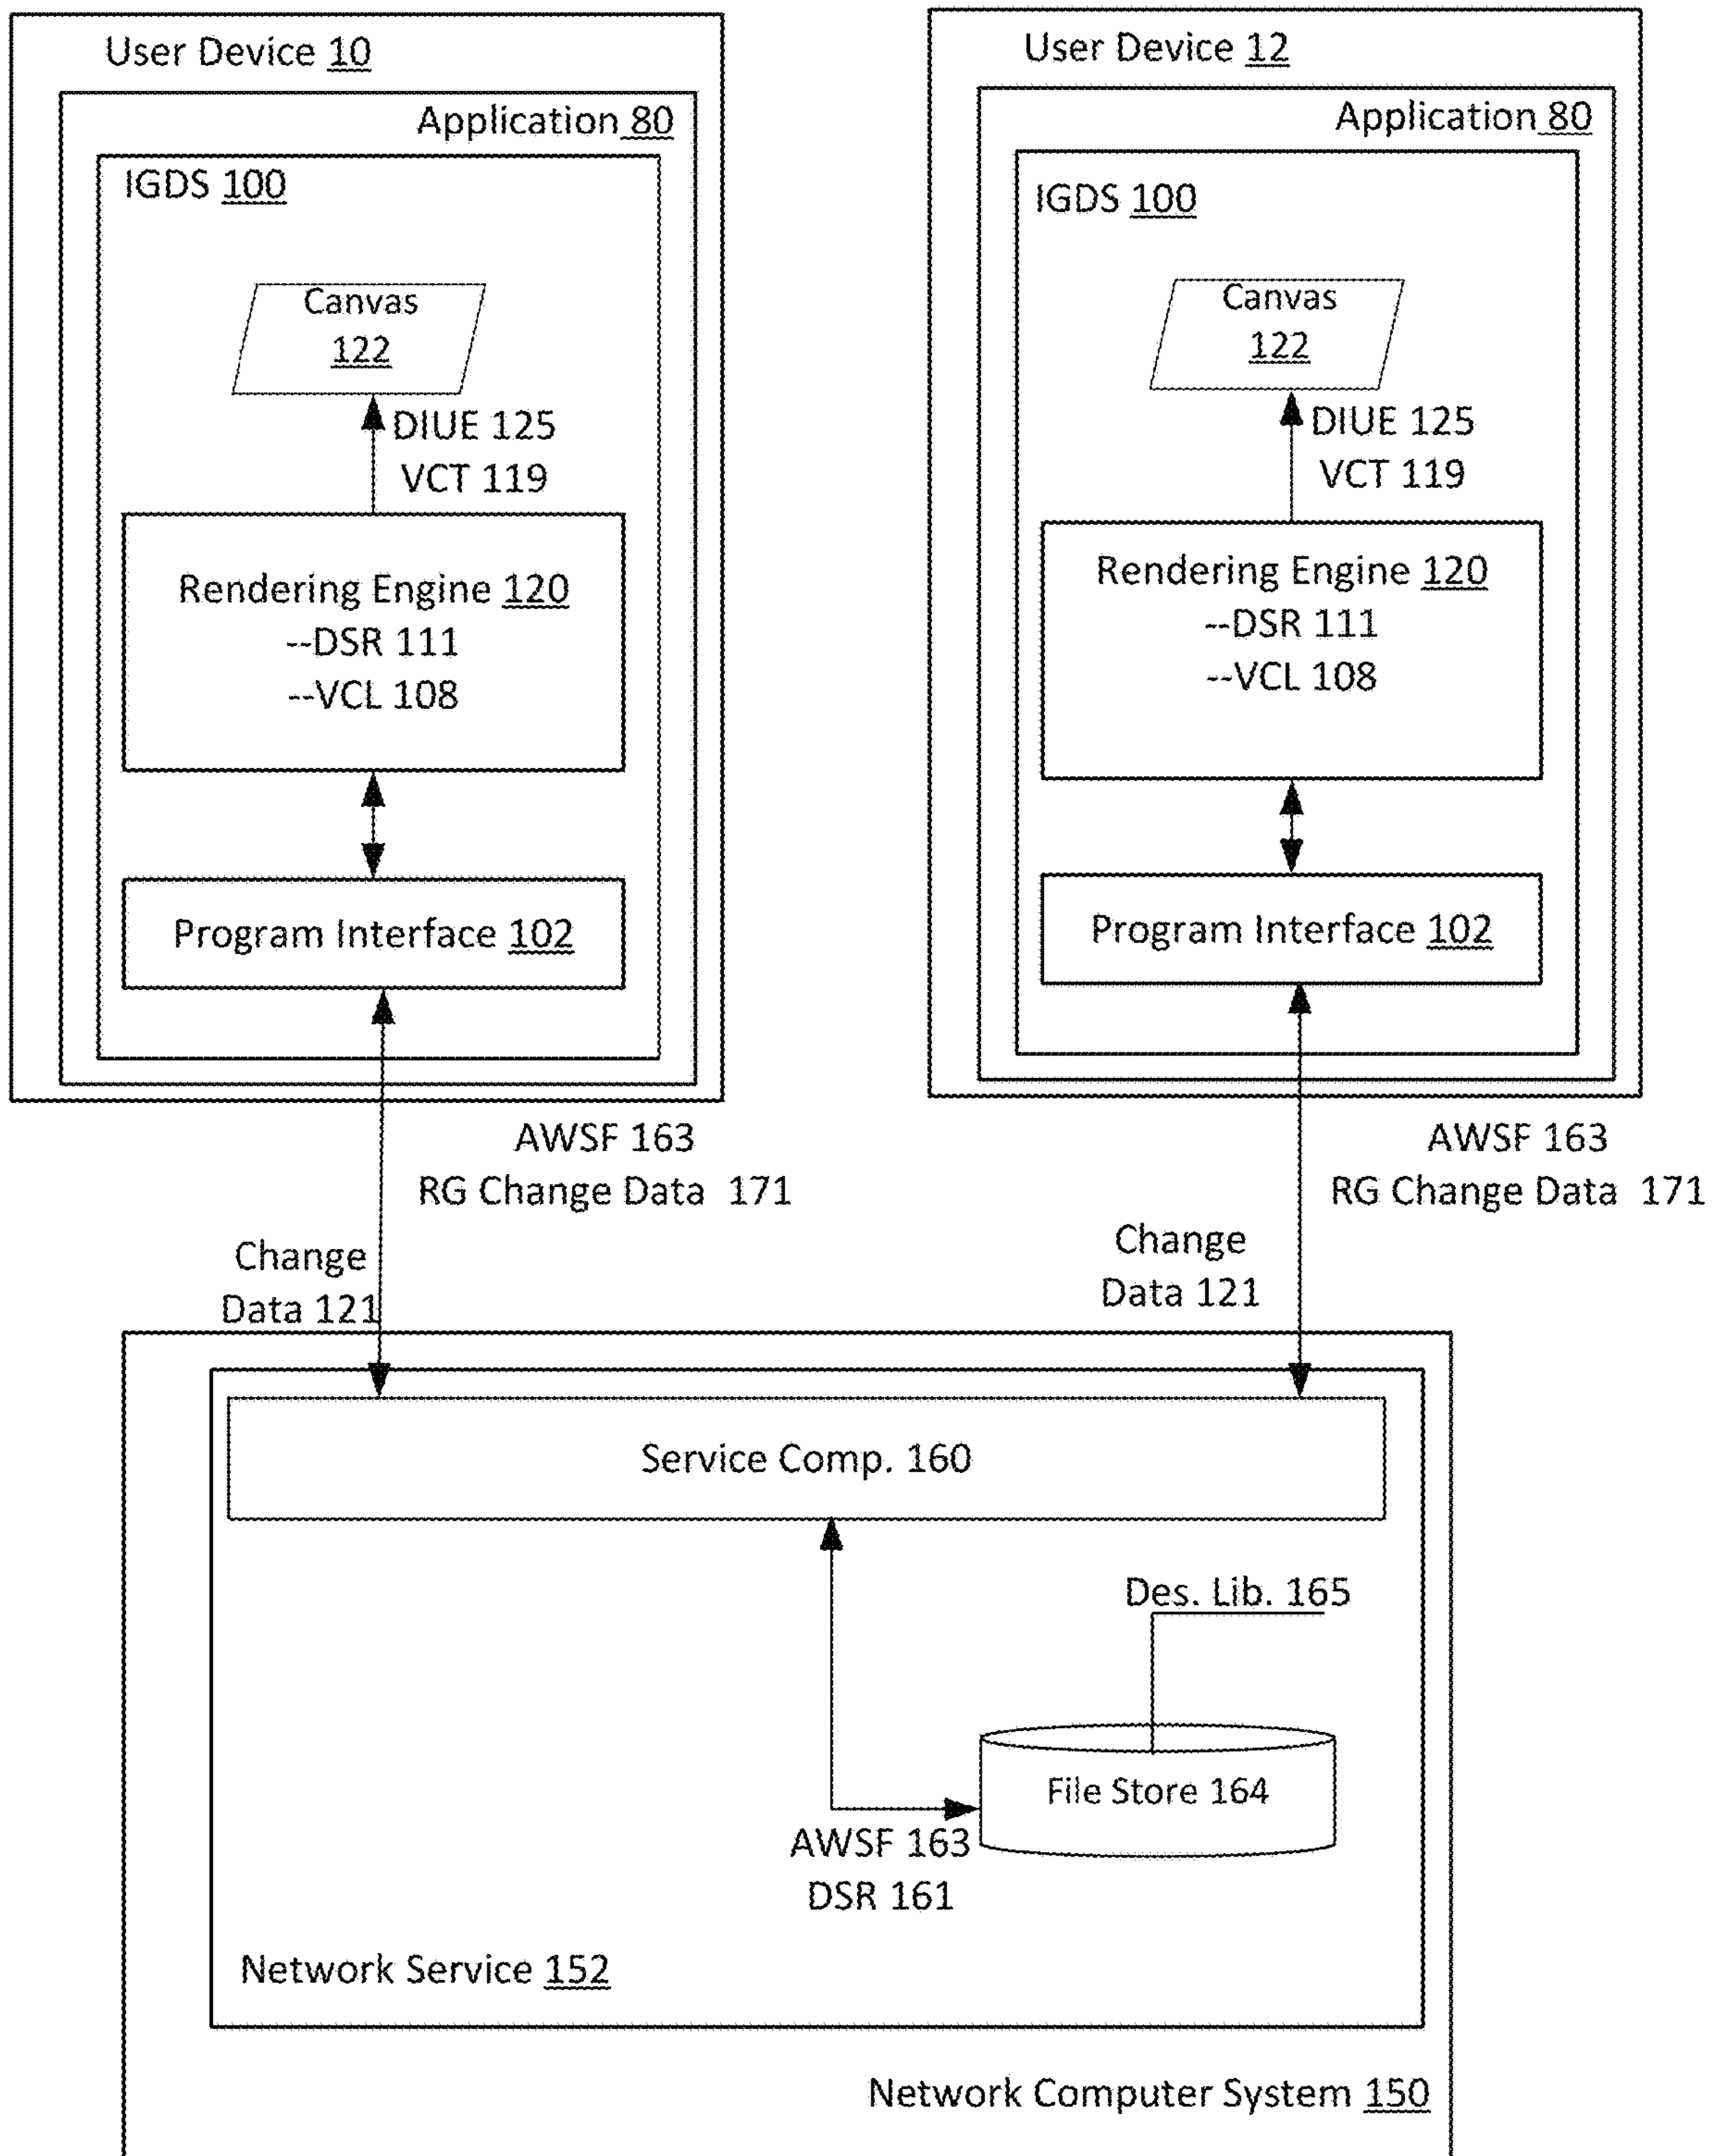 User Device 10
Application 80
IGDS 100
Canvas
122
DIUE 125
VCT 119
Rendering Engine 120
--DSR 111
--VCL 108
Program Interface 102
User Device 12
Application 80
IGDS 100
Canvas
122
DIUE 125
VCT 119
Rendering Engine 120
--DSR 111
--VCL 108
Program Interface 102
AWSF 163
RG Change Data 171
Change
Data 121
AWSF 163
RG Change Data 171
Change
Data 121
Service Comp. 160
Des. Lib. 165
File Store 164
AWSF 163
DSR 161
Network Service 152
Network Computer System 150